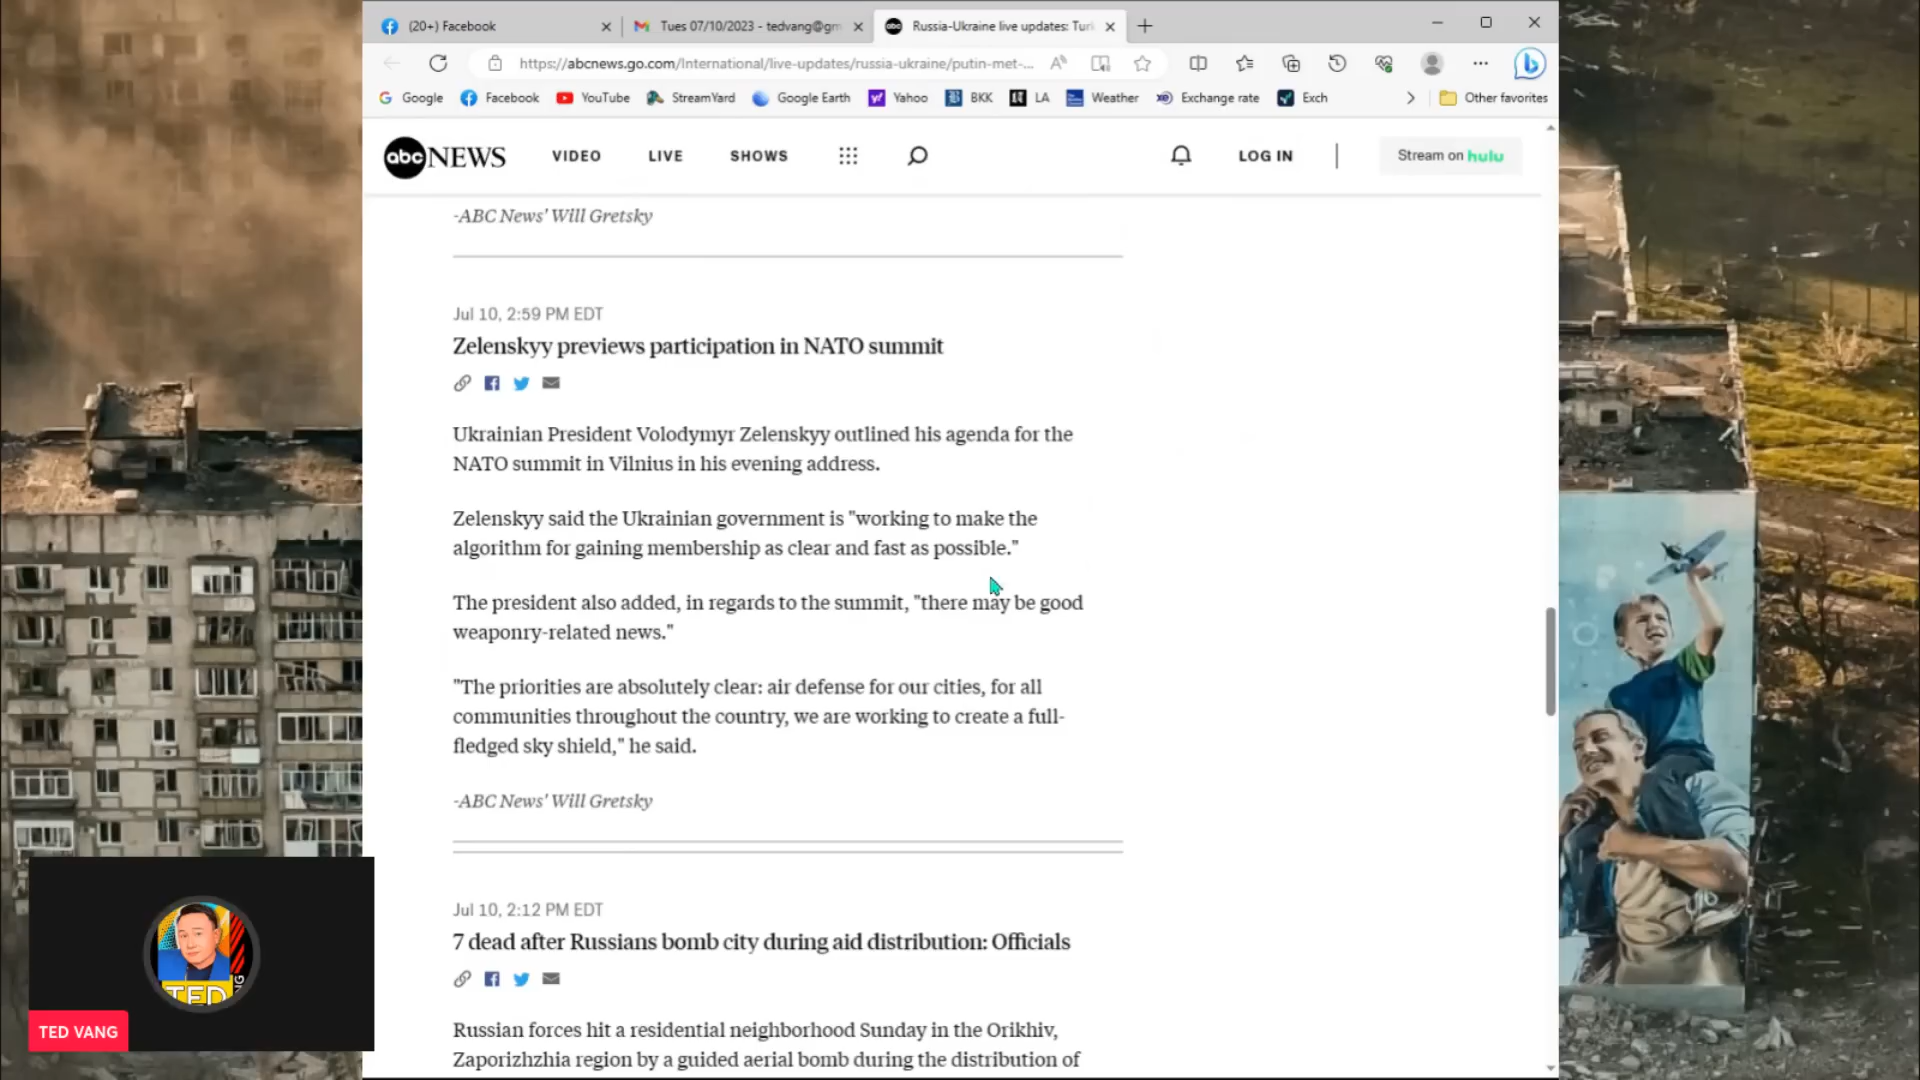 (20+) Facebook
Tues 07/10/2023 - tedvang@gm
abc
Russia-Ukraine live updates: Turk
https://abcnews.go.com/International/live-updates/russia-ukraine/putin-met-...
Google
Facebook
YouTube
StreamYard
Google Earth
Yahoo
BKK
LA
Weather
xe
Exchange rate
Exch
Other favorites
abc NEWS
VIDEO
LIVE
SHOWS
LOG IN
Stream on hulu
-ABC News' Will Gretsky
Jul 10, 2:59 PM EDT
Zelenskyy previews participation in NATO summit
Ukrainian President Volodymyr Zelenskyy outlined his agenda for the
NATO summit in Vilnius in his evening address.
Zelenskyy said the Ukrainian government is "working to make the
algorithm for gaining membership as clear and fast as possible."
The president also added, in regards to the summit, "there may be good
weaponry-related news."
"The priorities are absolutely clear: air defense for our cities, for all
communities throughout the country, we are working to create a full-
fledged sky shield," he said.
-ABC News' Will Gretsky
Jul 10, 2:12 PM EDT
7 dead after Russians bomb city during aid distribution: Officials
Russian forces hit a residential neighborhood Sunday in the Orikhiv,
Zaporizhzhia region by a guided aerial bomb during the distribution of
TED
TED VANG